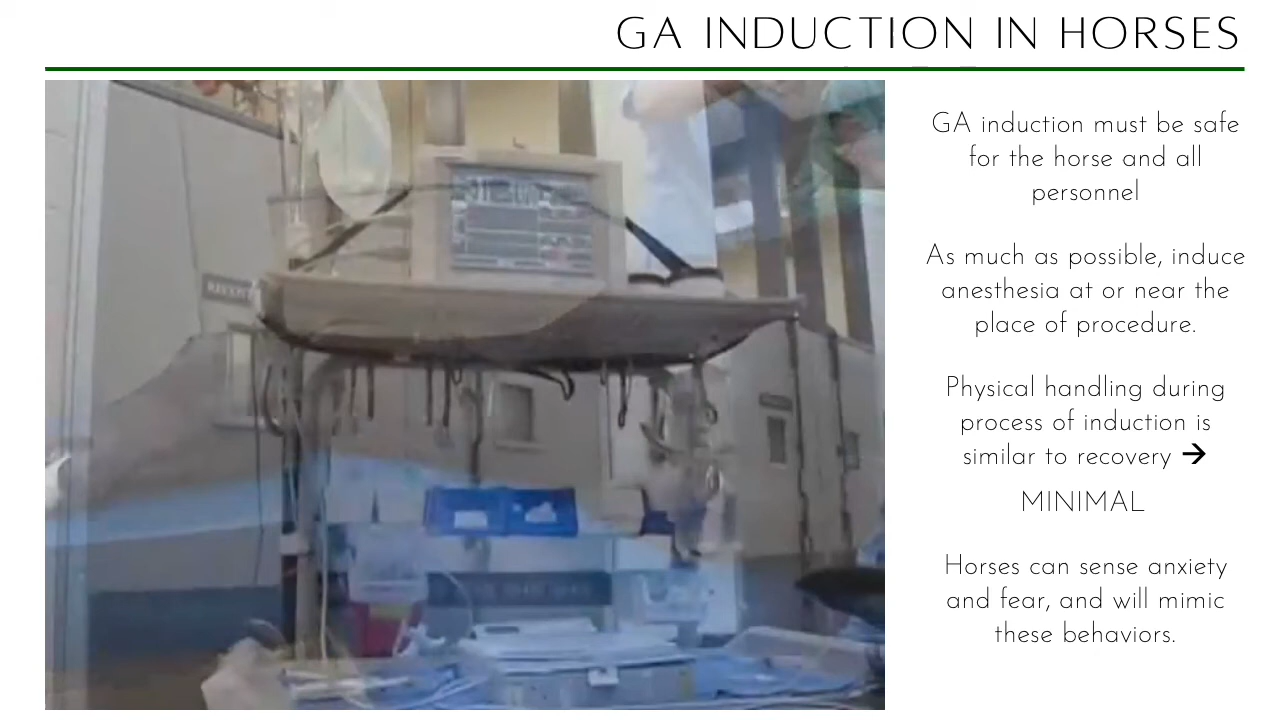 GA INDUCTION IN HORSES
GA induction must be safe
for the horse and all
personnel
As much as possible, induce
anesthesia at or near the
place of procedure.
Physical handling during
process of induction is
similar to recovery →
MINIMAL
Horses can sense anxiety
and fear, and will mimic
these behaviors.